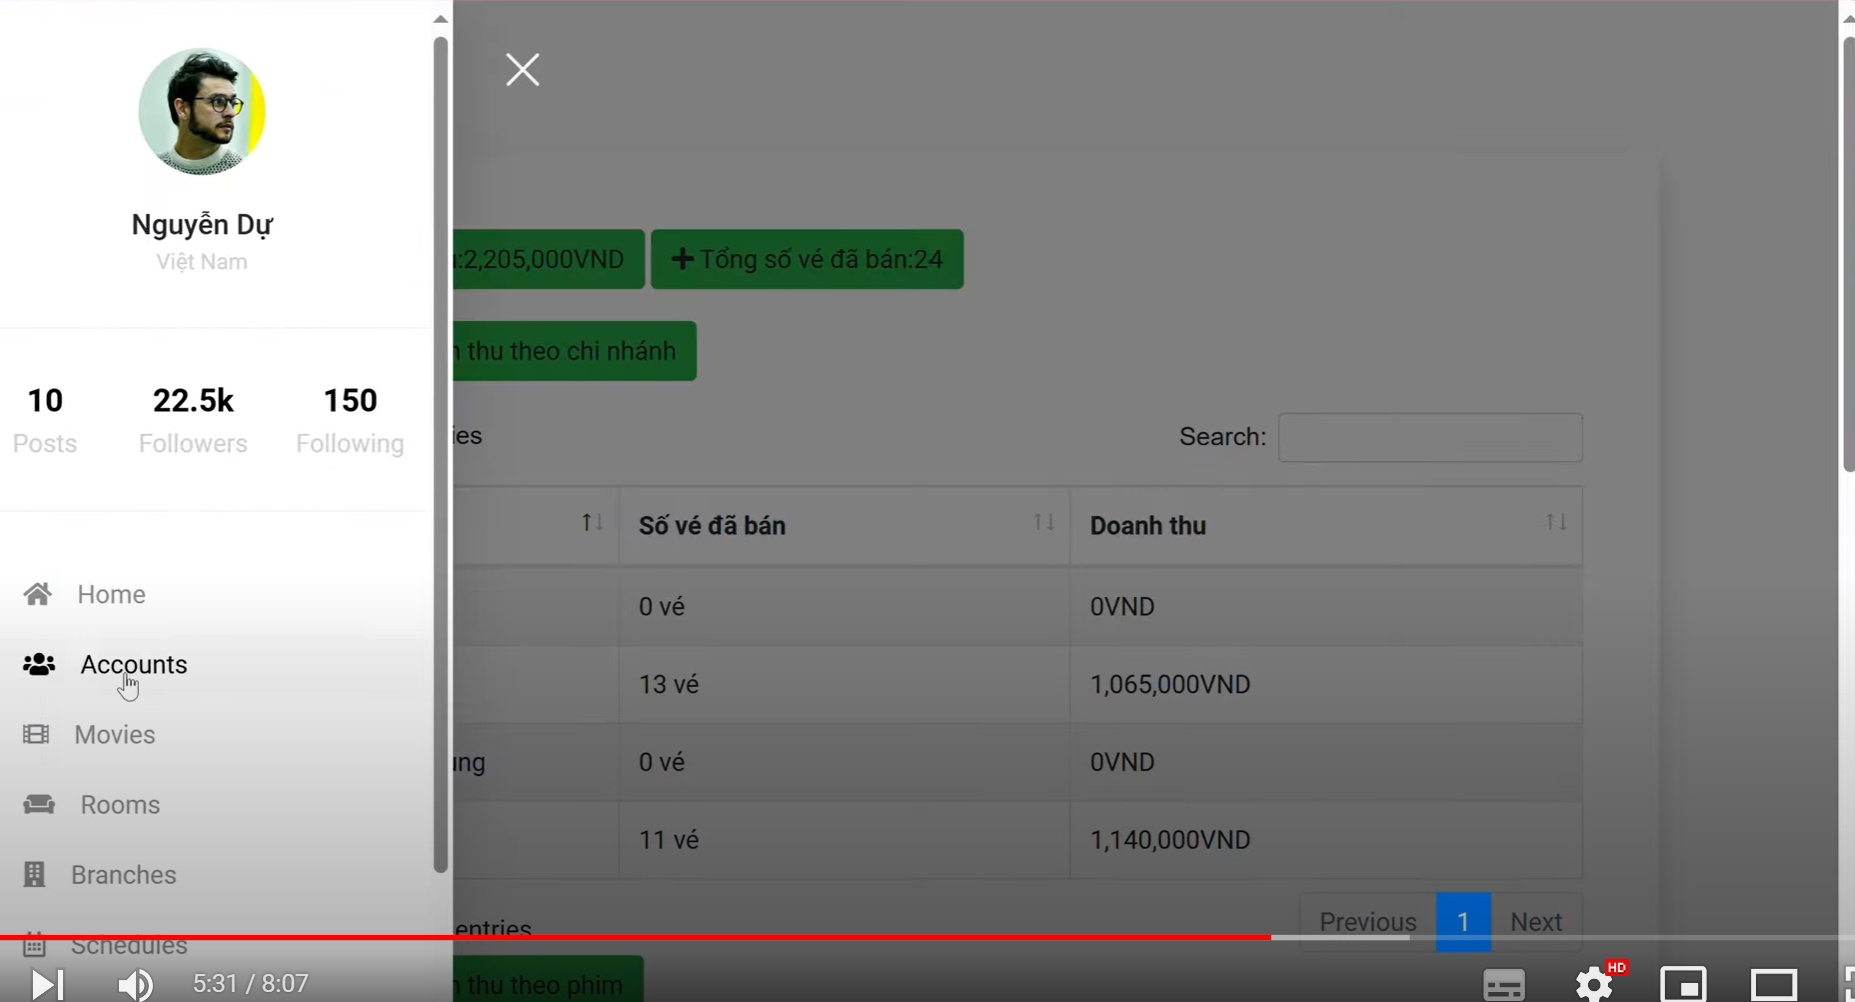 Nguyễn Dự
Việt Nam
10 22.5k 150
Posts Followers Following
Home
Accounts
Movies
Rooms
Branches
Schedules
:2,205,000VND
Tổng số vé đã bán:24
thu theo chi nhánh
Search:
Số vé đã bán Doanh thu
0 vé 0VND
13 vé 1,065,000VND
0 vé 0VND
11 vé 1,140,000VND
entries
Previous 1 Next
thu theo phim
5:31 / 8:07
HD